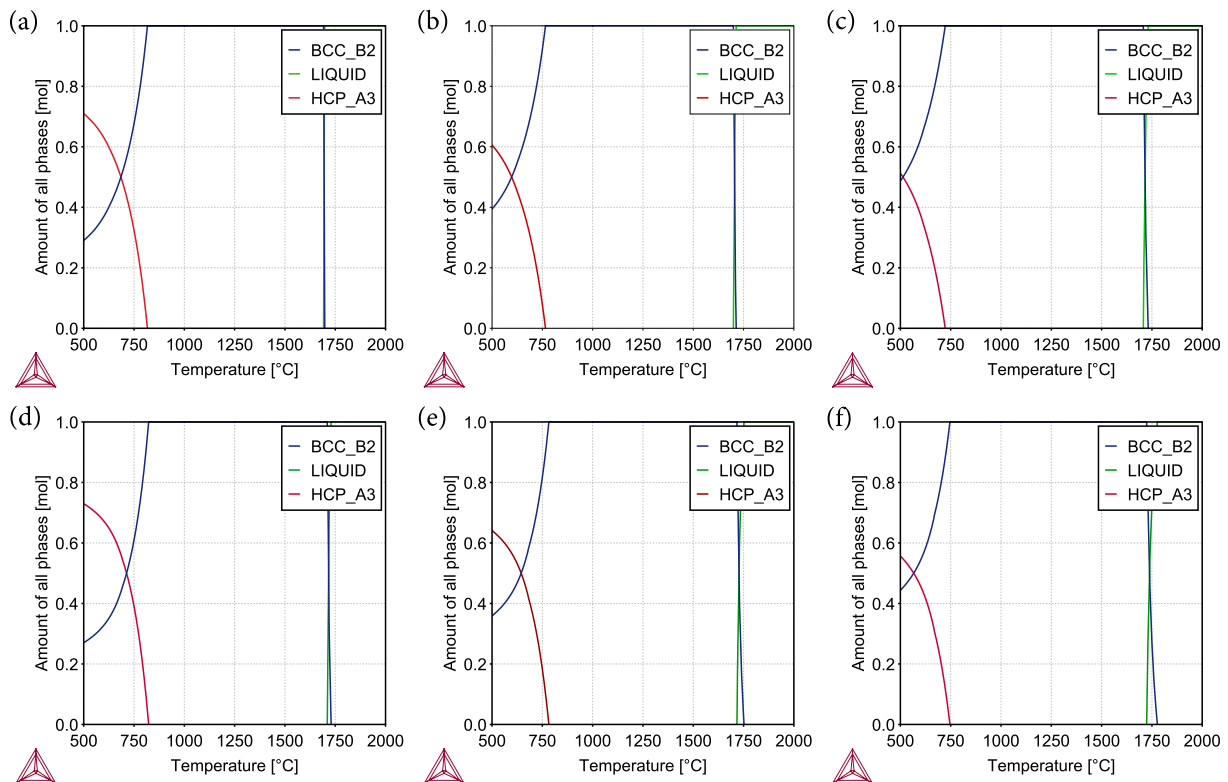 (a)
Amount of all phases [mol]
1.0
0.8
0.6
0.4
0.2
0.0
BCC_B2
LIQUID
HCP_A3
500 750 1000 1250 1500 1750 2000
Temperature [°C]
(b)
Amount of all phases [mol]
1.0
0.8
0.6
0.4
0.2
0.0
BCC_B2
LIQUID
HCP_A3
500 750 1000 1250 1500 1750 2000
Temperature [°C]
(c)
Amount of all phases [mol]
1.0
0.8
0.6
0.4
0.2
0.0
BCC_B2
LIQUID
HCP_A3
500 750 1000 1250 1500 1750 2000
Temperature [°C]
(d)
Amount of all phases [mol]
1.0
0.8
0.6
0.4
0.2
0.0
BCC_B2
LIQUID
HCP_A3
500 750 1000 1250 1500 1750 2000
Temperature [°C]
(e)
Amount of all phases [mol]
1.0
0.8
0.6
0.4
0.2
0.0
BCC_B2
LIQUID
HCP_A3
500 750 1000 1250 1500 1750 2000
Temperature [°C]
(f)
Amount of all phases [mol]
1.0
0.8
0.6
0.4
0.2
0.0
BCC_B2
LIQUID
HCP_A3
500 750 1000 1250 1500 1750 2000
Temperature [°C]